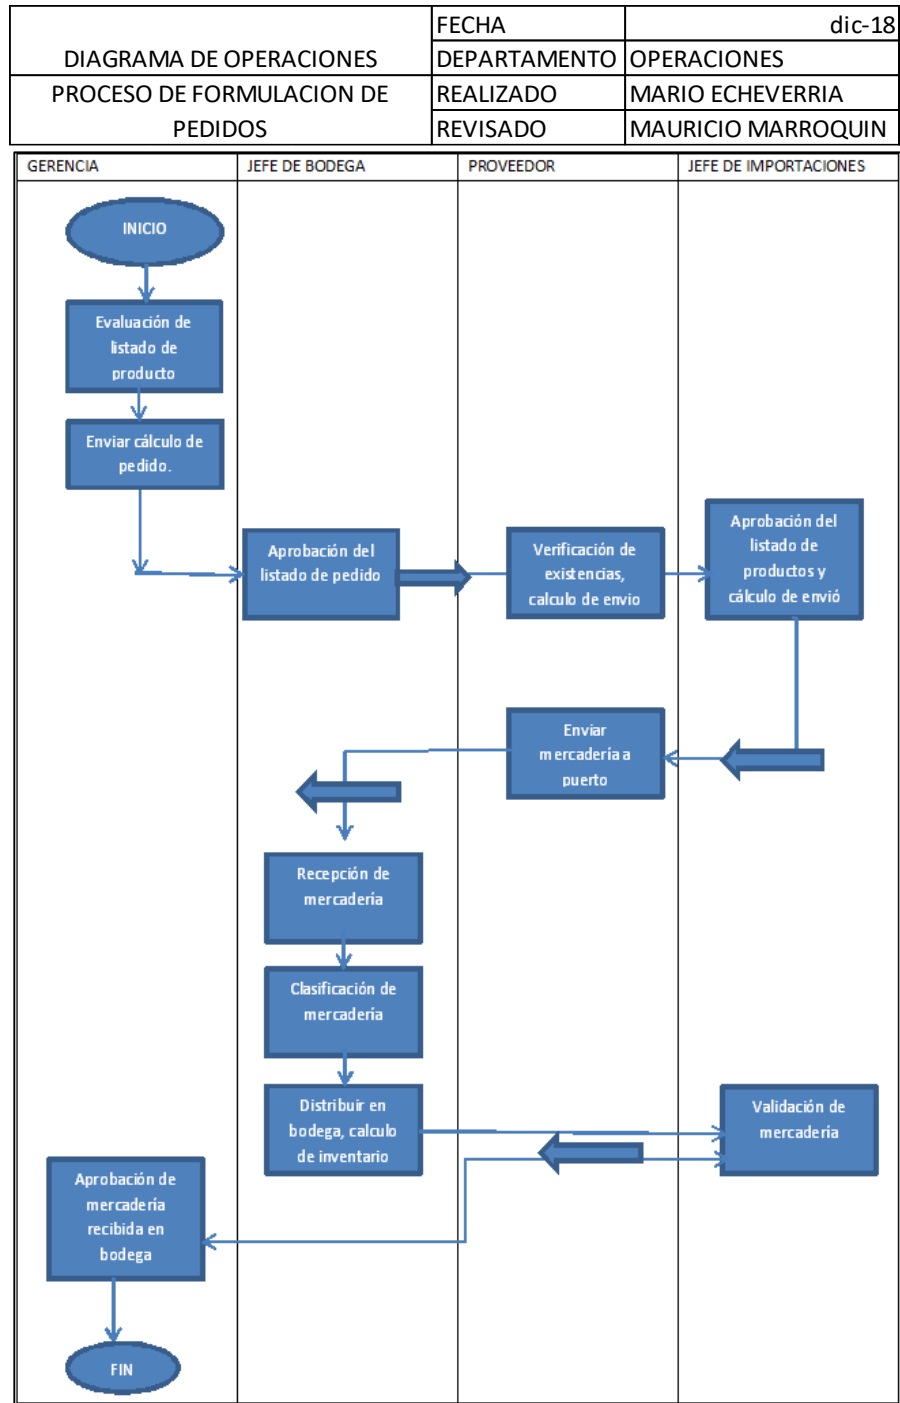 FECHA dic-18
DIAGRAMA DE OPERACIONES DEPARTAMENTO OPERACIONES
PROCESO DE FORMULACION DE REALIZADO MARIO ECHEVERRIA
PEDIDOS REVISADO MAURICIO MARROQUIN
GERENCIA JEFE DE BODEGA PROVEEDOR JEFE DE IMPORTACIONES
INICIO
Evaluación de
listado de
producto
Enviar cálculo de
pedido.
Aprobación del
listado de pedido
Verificación de
existencias,
calculo de envio
Aprobación del
listado de
productos y
cálculo de envió
Enviar
mercadería a
puerto
Recepción de
mercadería
Clasificación de
mercadería
Distribuir en
bodega, calculo
de inventario
Validación de
mercadería
Aprobación de
mercadería
recibida en
bodega
FIN